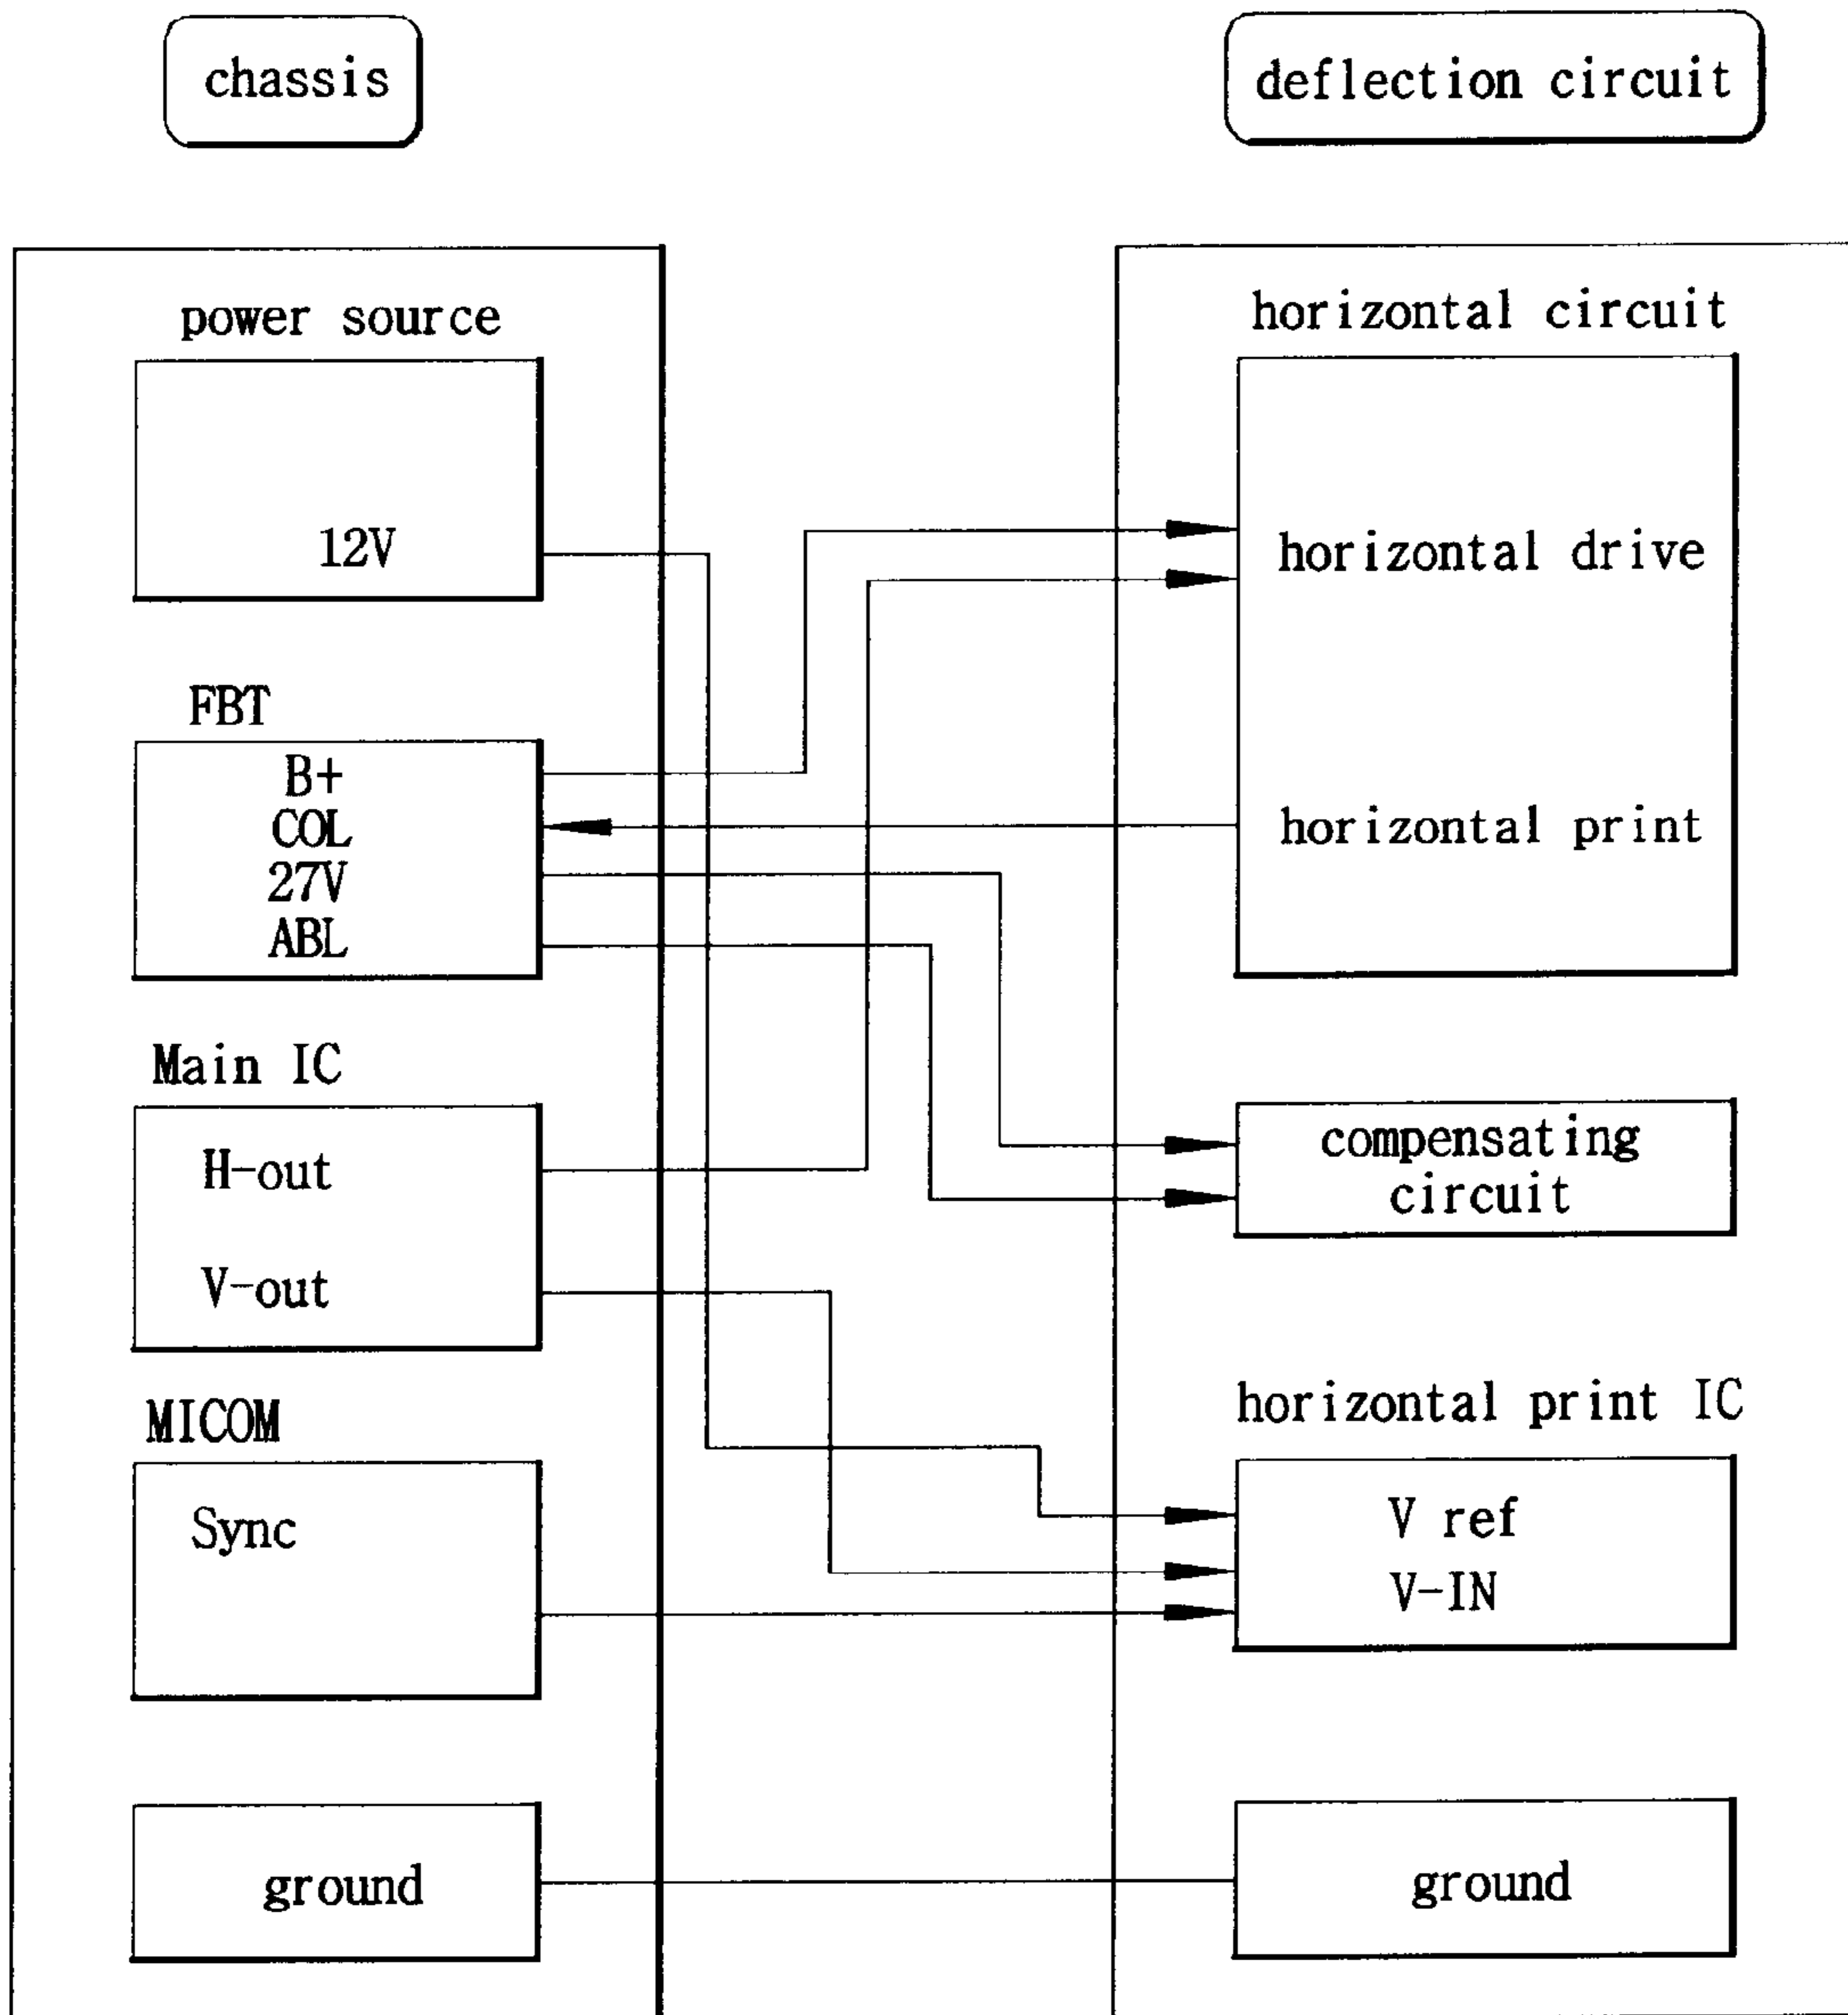 chassis
deflection circuit
power source
12V
FBT
B+
COL
27V
ABL
Main IC
H-out
V-out
MICOM
Sync
ground
horizontal circuit
horizontal drive
horizontal print
compensating
circuit
horizontal print IC
V ref
V-IN
ground